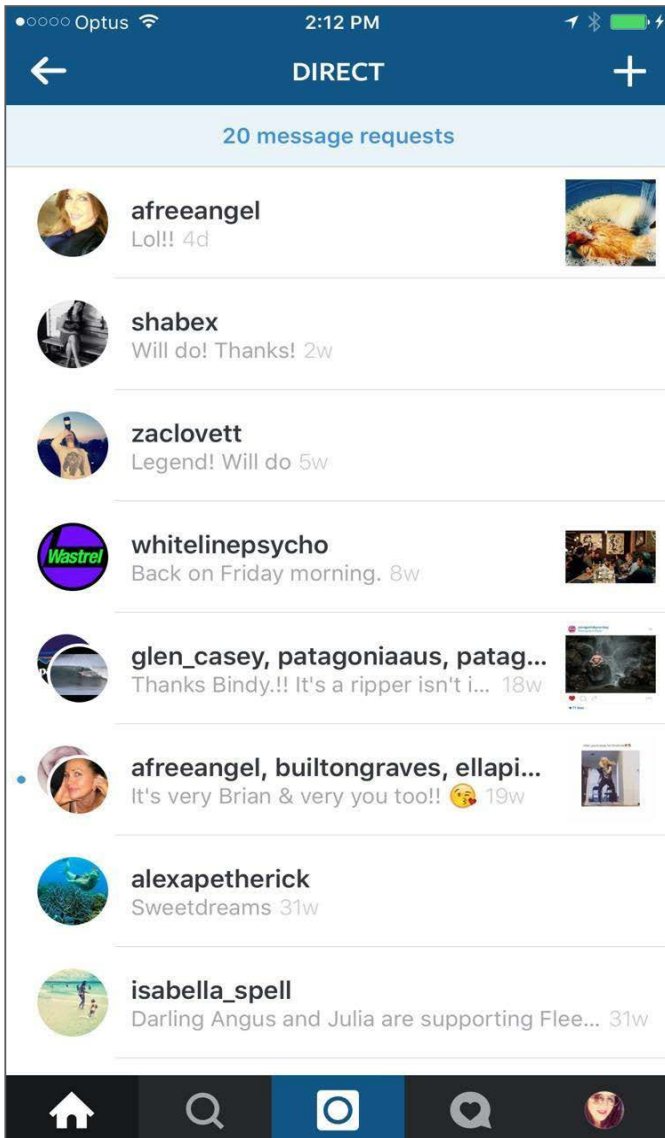 Optus 2:12 PM
DIRECT
20 message requests
afreeangel
Lol!! 4d
shabex
Will do! Thanks! 2w
zaclovett
Legend! Will do 5w
Wastrel
whitelinepsycho
Back on Friday morning. 8w
glen_casey, patagoniaaus, patag...
Thanks Bindy.!! It's a ripper isn't i... 18w
afreeangel, builtongraves, ellapi...
It's very Brian & very you too!! 😘 19w
alexapetherick
Sweetdreams 31w
isabella_spell
Darling Angus and Julia are supporting Flee... 31w